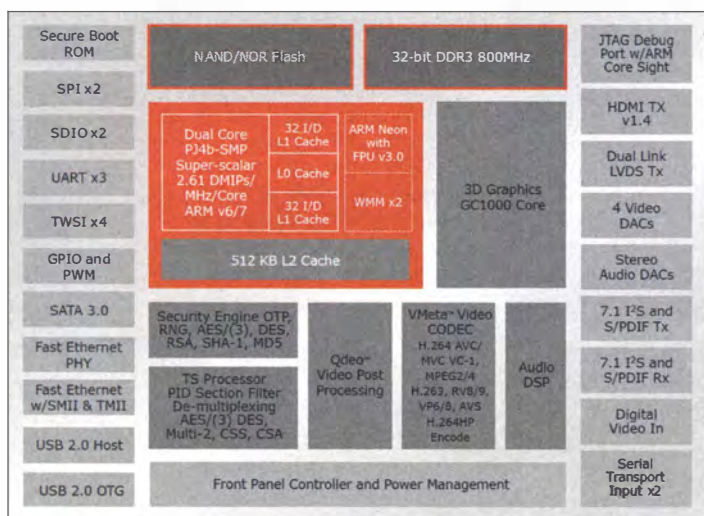 Secure Boot
ROM
SPI x2
SDIO x2
UART x3
TWSI x4
GPIO and
PWM
SATA 3.0
Fast Ethernet
PHY
Fast Ethernet
w/SMII & TMII
USB 2.0 Host
USB 2.0 OTG
NAND/NOR Flash
32-bit DDR3 800MHz
Dual Core
PJ4b-SMP
Super-scalar
2.61 DMIPs/
MHz/Core
ARM v6/7
32 I/D
L1 Cache
L0 Cache
32 I/D
L1 Cache
ARM Neon
with
FPU v3.0
WMM x2
512 KB L2 Cache
3D Graphics
GC1000 Core
Security Engine OTP,
RNG, AES/(3), DES,
RSA, SHA-1, MD5
TS Processor
PID Section Filter
De-multiplexing
AES/(3) DES,
Multi-2, CSS, CSA
Qdeo™
Video Post
Processing
VMeta™ Video
CODEC
H.264 AVC/
MVC VC-1,
MPEG2/4
H.263, RV8/9,
VP6/8, AVS
H.264HP
Encode
Audio
DSP
Front Panel Controller and Power Management
JTAG Debug
Port w/ARM
Core Sight
HDMI TX
v1.4
Dual Link
LVDS Tx
4 Video
DACs
Stereo
Audio DACs
7.1 I²S and
S/PDIF Tx
7.1 I²S and
S/PDIF Rx
Digital
Video In
Serial
Transport
Input x2